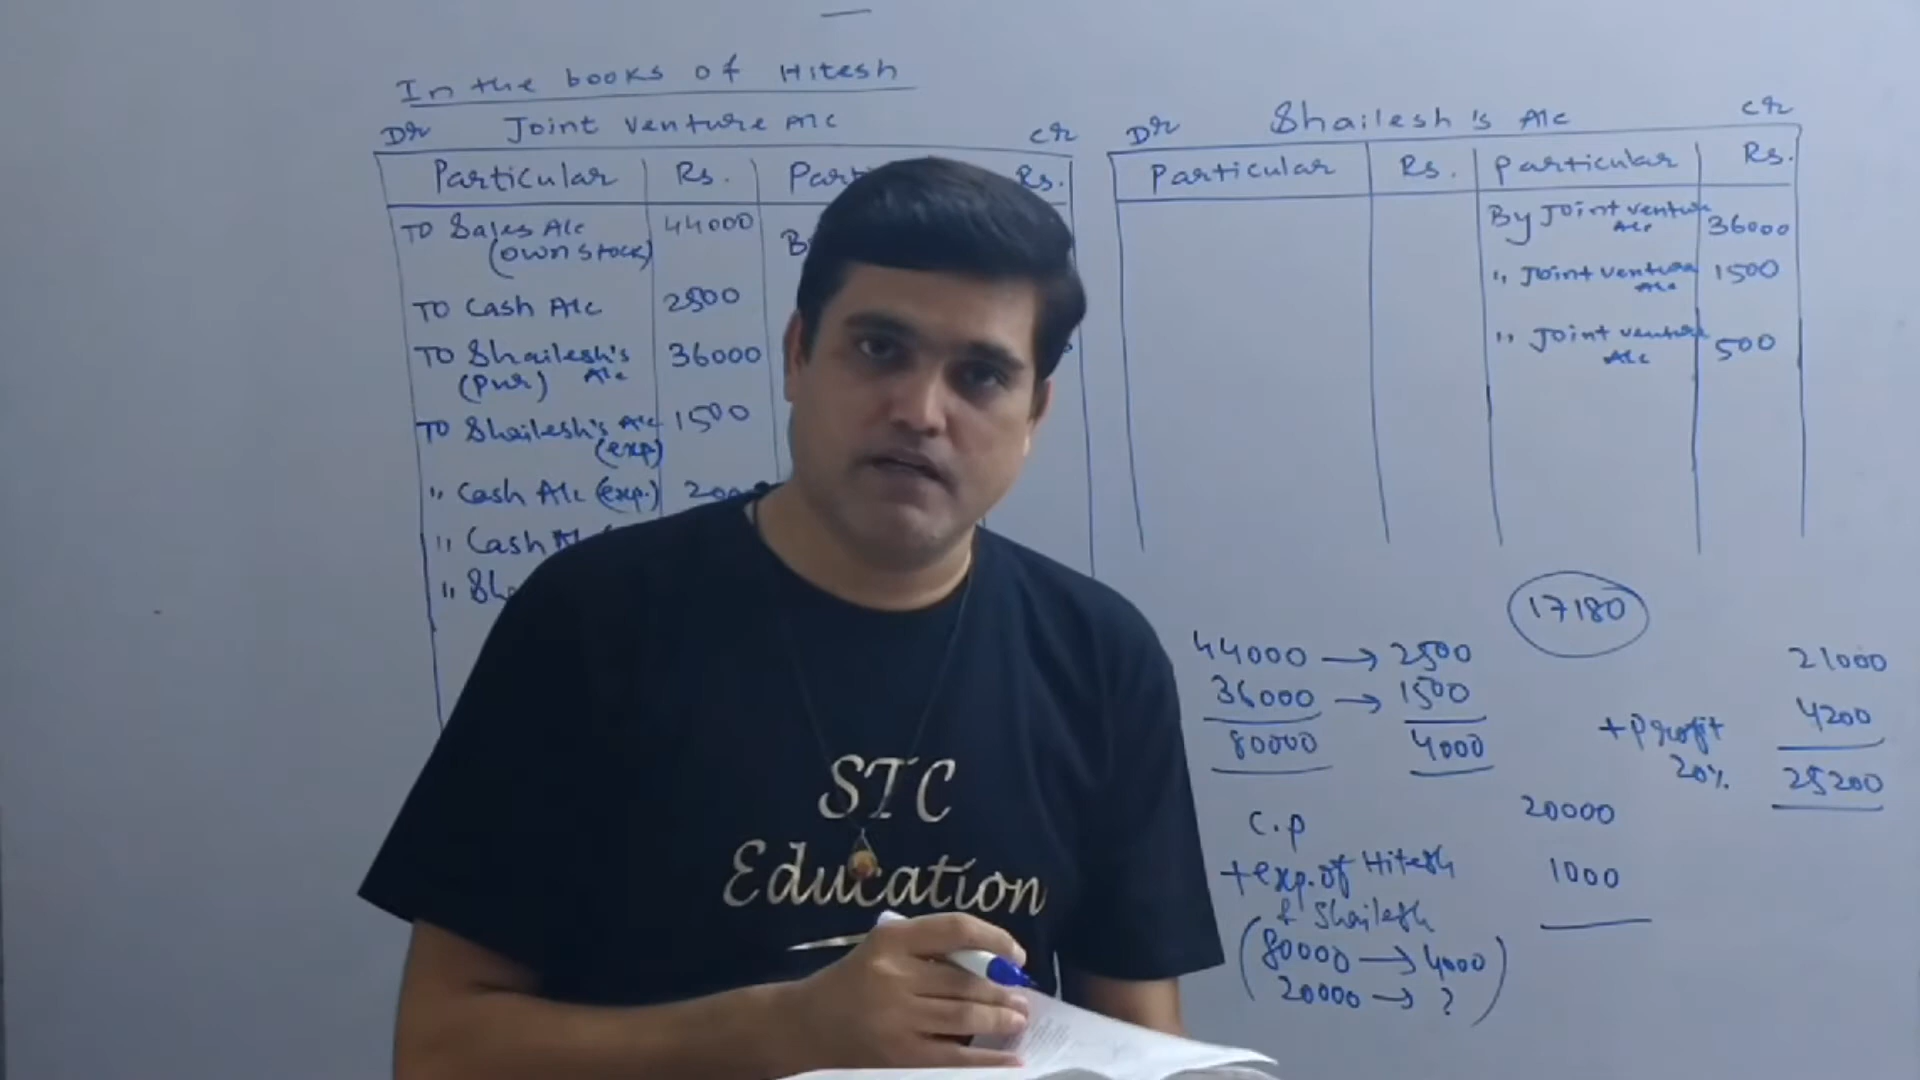 In the books of Hitesh
Dr Joint Venture A/c Cr
Particular Rs. Rs.
To Sales A/c 44000
(own stock)
To Cash A/c 2500
To Shailesh's 36000
(pur) A/c
To Shailesh's A/c 1500
(exp)
,, Cash A/c (exp.)
,, Cash
Dr Shailesh's A/c Cr
Particular Rs. Particular Rs.
By Joint Venture 36000
A/c
,, Joint Venture 1500
A/c
,, Joint Venture 500
A/c
17180
44000 → 2500
36000 → 1500
80000 4000
21000
+ Profit 4200
20% 25200
C.P 20000
+ exp. of Hitesh 1000
& Shailesh
(80000 → 4000
20000 → ?)
STC
Education